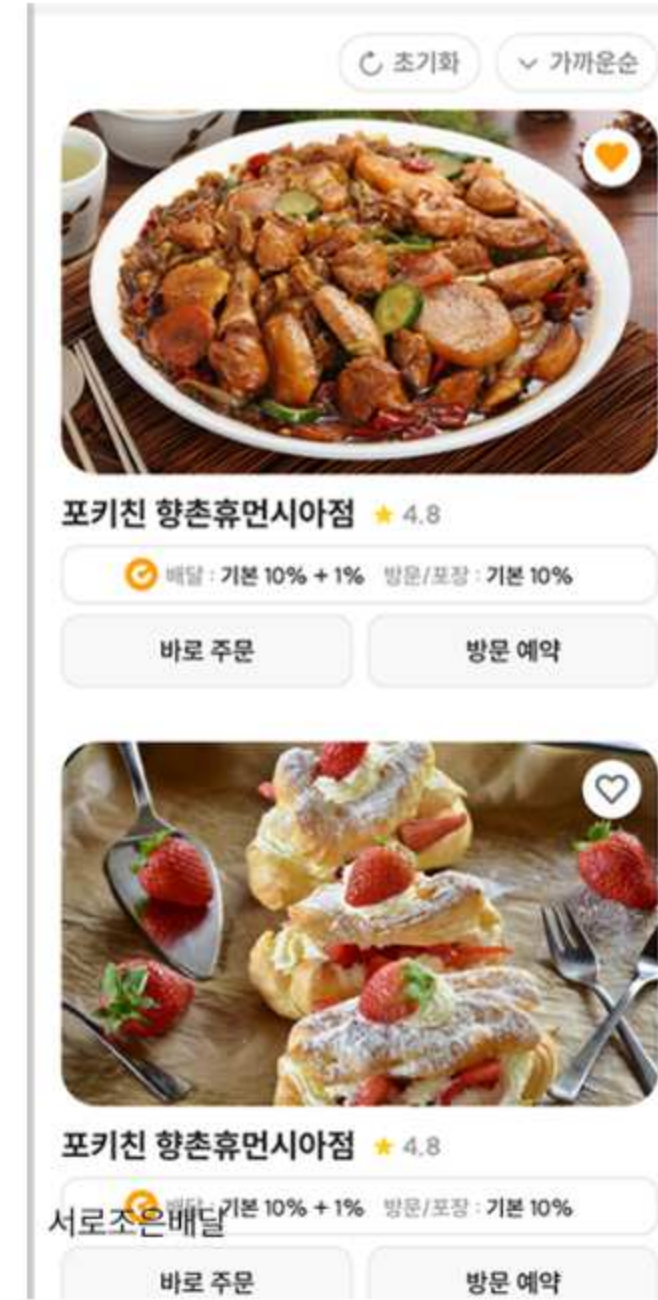 초기화 가까운순
포키친 향촌휴먼시아점 4.8
배달 : 기본 10% + 1% 방문/포장 : 기본 10%
바로 주문 방문 예약
포키친 향촌휴먼시아점 4.8
배달 : 기본 10% + 1% 방문/포장 : 기본 10%
서로조은배달
바로 주문 방문 예약